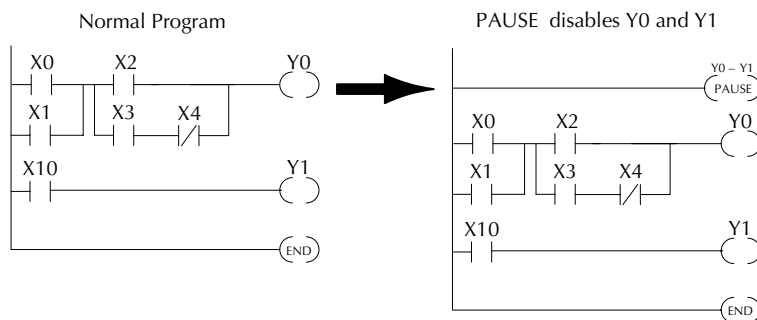 Normal Program
X0 X2 Y0
X1 X3 X4
X10 Y1
END
PAUSE disables Y0 and Y1
Y0 – Y1
PAUSE
X0 X2 Y0
X1 X3 X4
X10 Y1
END